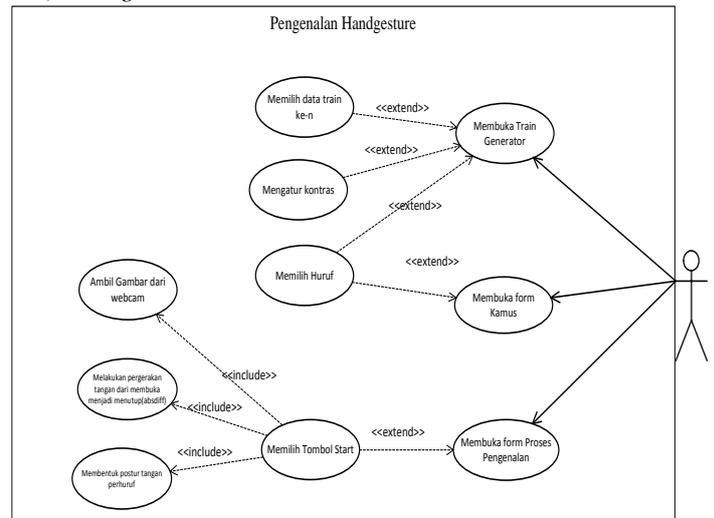 Pengenalan Handgesture
Memilih data train
ke-n
<<extend>>
Membuka Train
Generator
<<extend>>
Mengatur kontras
<<extend>>
Memilih Huruf
<<extend>>
Membuka form
Kamus
Ambil Gambar dari
webcam
<<include>>
Melakukan pergerakan
tangan dari membuka
menjadi menutup(absdiff)
<<include>>
<<include>>
Membentuk postur tangan
perhuruf
Memilih Tombol Start
<<extend>>
Membuka form Proses
Pengenalan